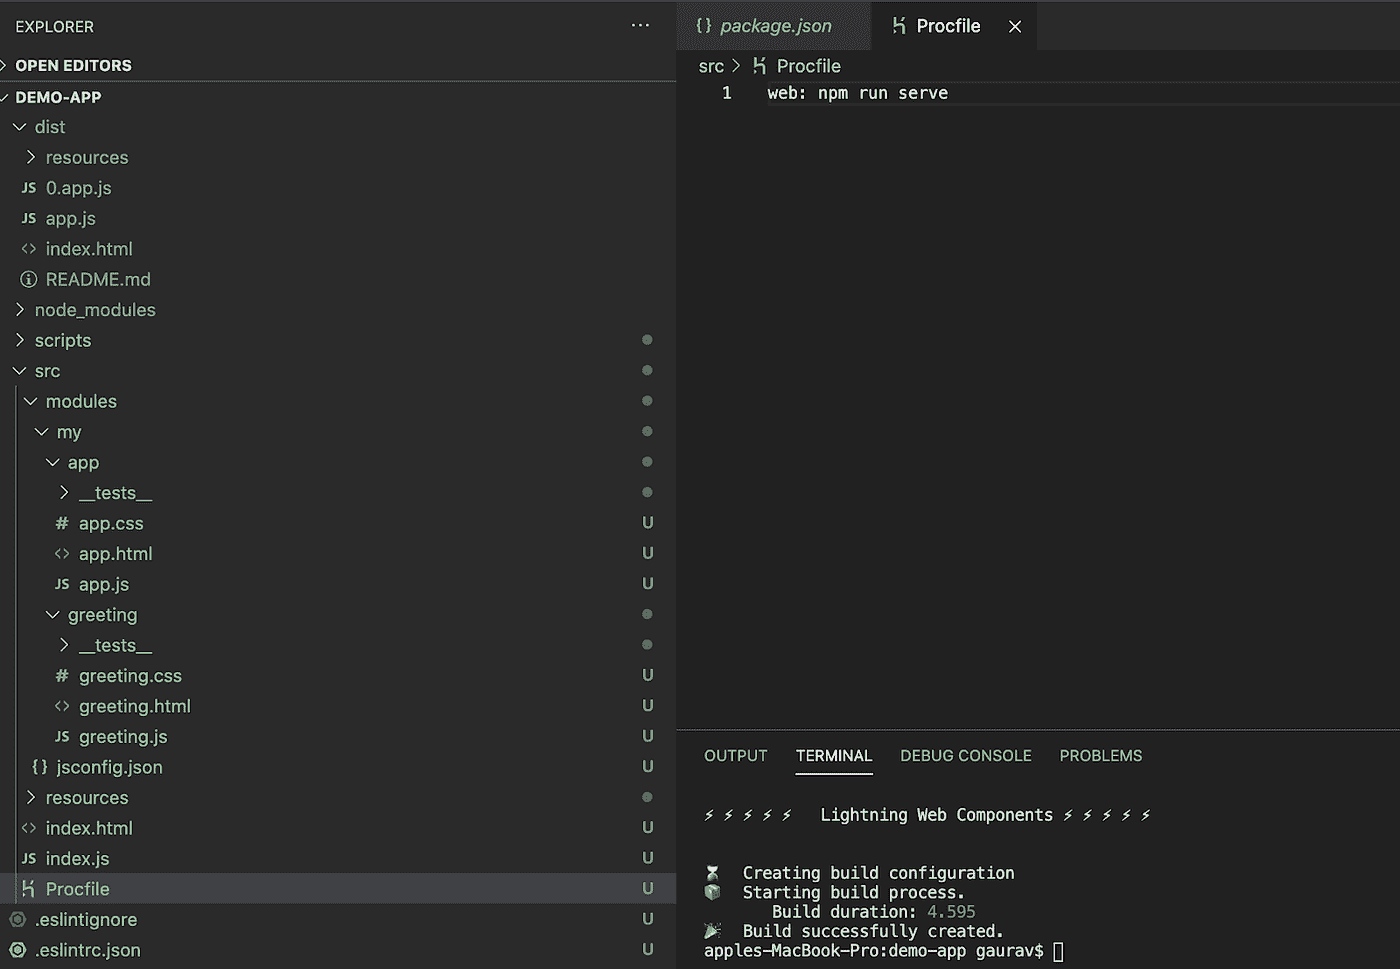 EXPLORER
OPEN EDITORS
DEMO-APP
dist
resources
JS 0.app.js
JS app.js
<> index.html
README.md
node_modules
scripts
src
modules
my
app
__tests__
# app.css U
<> app.html U
JS app.js U
greeting
__tests__
# greeting.css U
<> greeting.html U
JS greeting.js U
{} jsconfig.json U
resources
<> index.html U
JS index.js U
Procfile U
.eslintignore U
.eslintrc.json U
{} package.json
Procfile
src > Procfile
1 web: npm run serve
OUTPUT TERMINAL DEBUG CONSOLE PROBLEMS
⚡ ⚡ ⚡ ⚡ ⚡ Lightning Web Components ⚡ ⚡ ⚡ ⚡ ⚡
Creating build configuration
Starting build process.
Build duration: 4.595
Build successfully created.
apples-MacBook-Pro:demo-app gaurav$